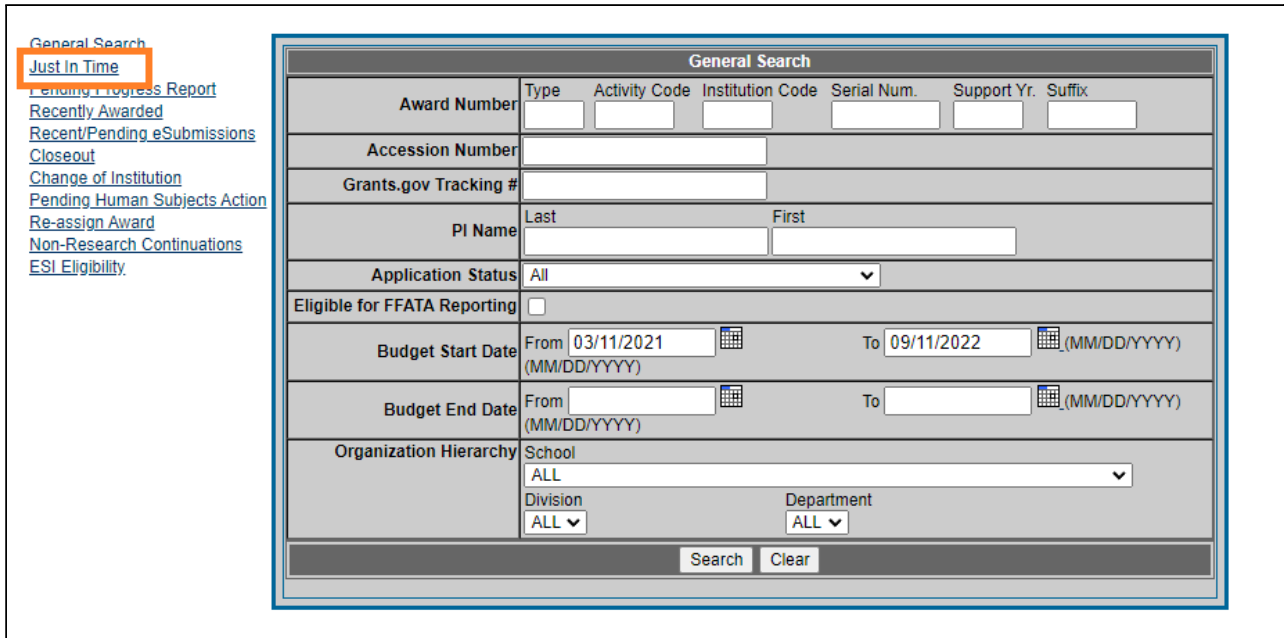 General Search
Just In Time
Pending Progress Report
Recently Awarded
Recent/Pending eSubmissions
Closeout
Change of Institution
Pending Human Subjects Action
Re-assign Award
Non-Research Continuations
ESI Eligibility
General Search
Award Number
Type Activity Code Institution Code Serial Num. Support Yr. Suffix
Accession Number
Grants.gov Tracking #
PI Name
Last First
Application Status All
Eligible for FFATA Reporting
Budget Start Date
From 03/11/2021 To 09/11/2022 (MM/DD/YYYY)
(MM/DD/YYYY)
Budget End Date
From To (MM/DD/YYYY)
(MM/DD/YYYY)
Organization Hierarchy School
ALL
Division Department
ALL ALL
Search Clear